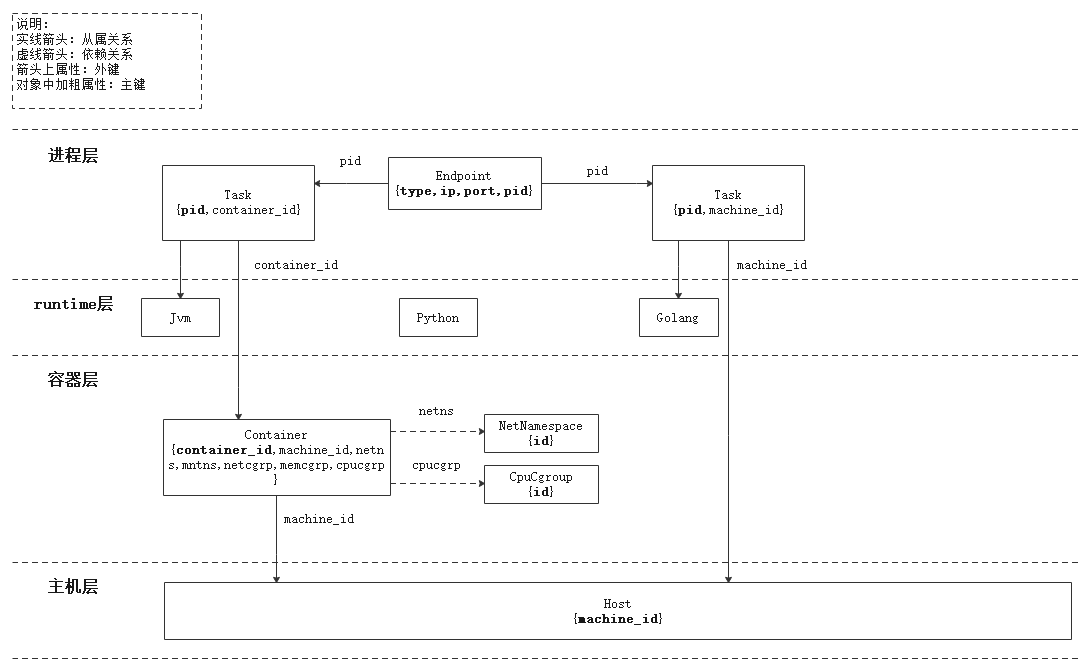 说明：
实线箭头：从属关系
虚线箭头：依赖关系
箭头上属性：外键
对象中加粗属性：主键
进程层
pid
Endpoint
{type,ip,port,pid}
pid
Task
{pid,container_id}
Task
{pid,machine_id}
container_id
machine_id
runtime层
Jvm
Python
Golang
容器层
Container
{container_id,machine_id,netn
s,mntns,netcgrp,memcgrp,cpucgrp
}
netns
NetNamespace
{id}
cpucgrp
CpuCgroup
{id}
machine_id
主机层
Host
{machine_id}